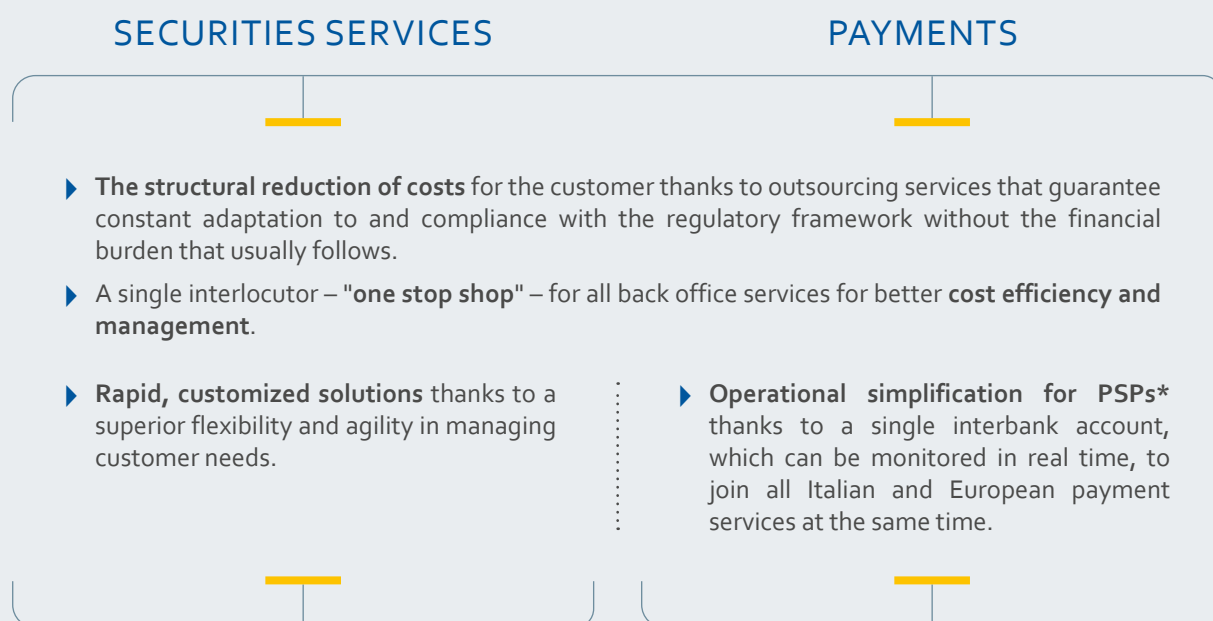 SECURITIES SERVICES
PAYMENTS
The structural reduction of costs for the customer thanks to outsourcing services that guarantee
constant adaptation to and compliance with the regulatory framework without the financial
burden that usually follows.
A single interlocutor – "one stop shop" – for all back office services for better cost efficiency and
management.
Rapid, customized solutions thanks to a
superior flexibility and agility in managing
customer needs.
Operational simplification for PSPs*
thanks to a single interbank account,
which can be monitored in real time, to
join all Italian and European payment
services at the same time.